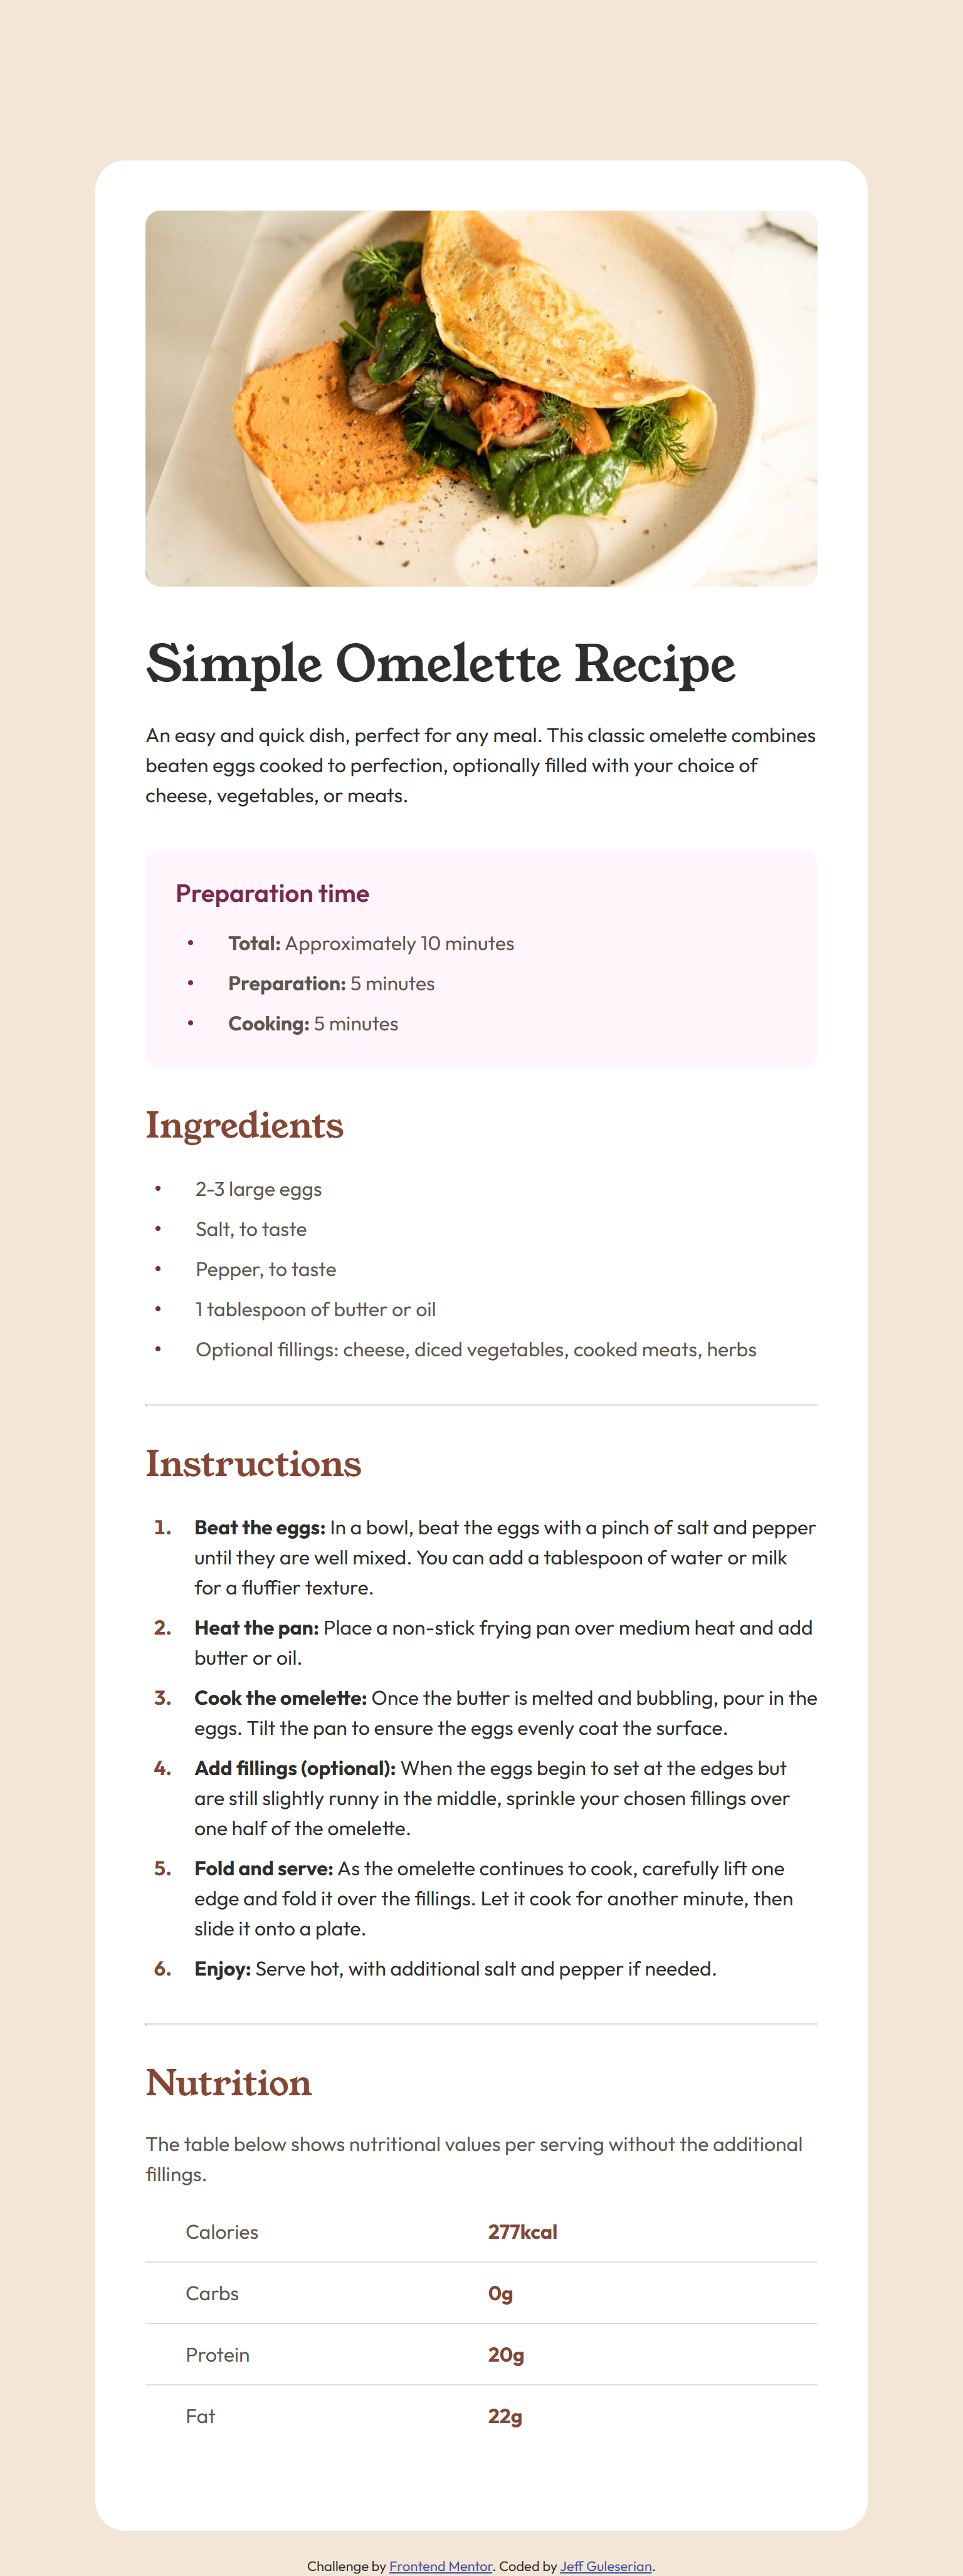 Simple Omelette Recipe
An easy and quick dish, perfect for any meal. This classic omelette combines
beaten eggs cooked to perfection, optionally filled with your choice of
cheese, vegetables, or meats.
Preparation time
• Total: Approximately 10 minutes
• Preparation: 5 minutes
• Cooking: 5 minutes
Ingredients
• 2-3 large eggs
• Salt, to taste
• Pepper, to taste
• 1 tablespoon of butter or oil
• Optional fillings: cheese, diced vegetables, cooked meats, herbs
Instructions
1. Beat the eggs: In a bowl, beat the eggs with a pinch of salt and pepper
until they are well mixed. You can add a tablespoon of water or milk
for a fluffier texture.
2. Heat the pan: Place a non-stick frying pan over medium heat and add
butter or oil.
3. Cook the omelette: Once the butter is melted and bubbling, pour in the
eggs. Tilt the pan to ensure the eggs evenly coat the surface.
4. Add fillings (optional): When the eggs begin to set at the edges but
are still slightly runny in the middle, sprinkle your chosen fillings over
one half of the omelette.
5. Fold and serve: As the omelette continues to cook, carefully lift one
edge and fold it over the fillings. Let it cook for another minute, then
slide it onto a plate.
6. Enjoy: Serve hot, with additional salt and pepper if needed.
Nutrition
The table below shows nutritional values per serving without the additional
fillings.
Calories 277kcal
Carbs 0g
Protein 20g
Fat 22g
Challenge by Frontend Mentor. Coded by Jeff Guleserian.